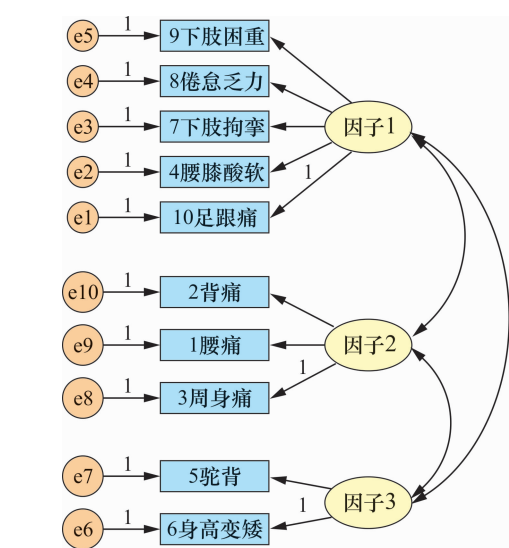 e5 1 9下肢困重
e4 1 8倦怠乏力
e3 1 7下肢拘挛 因子1
e2 1 4腰膝酸软 1
e1 1 10足跟痛
e10 1 2背痛
e9 1 1腰痛 因子2
e8 1 3周身痛 1
e7 1 5驼背
因子3
e6 1 6身高变矮 1